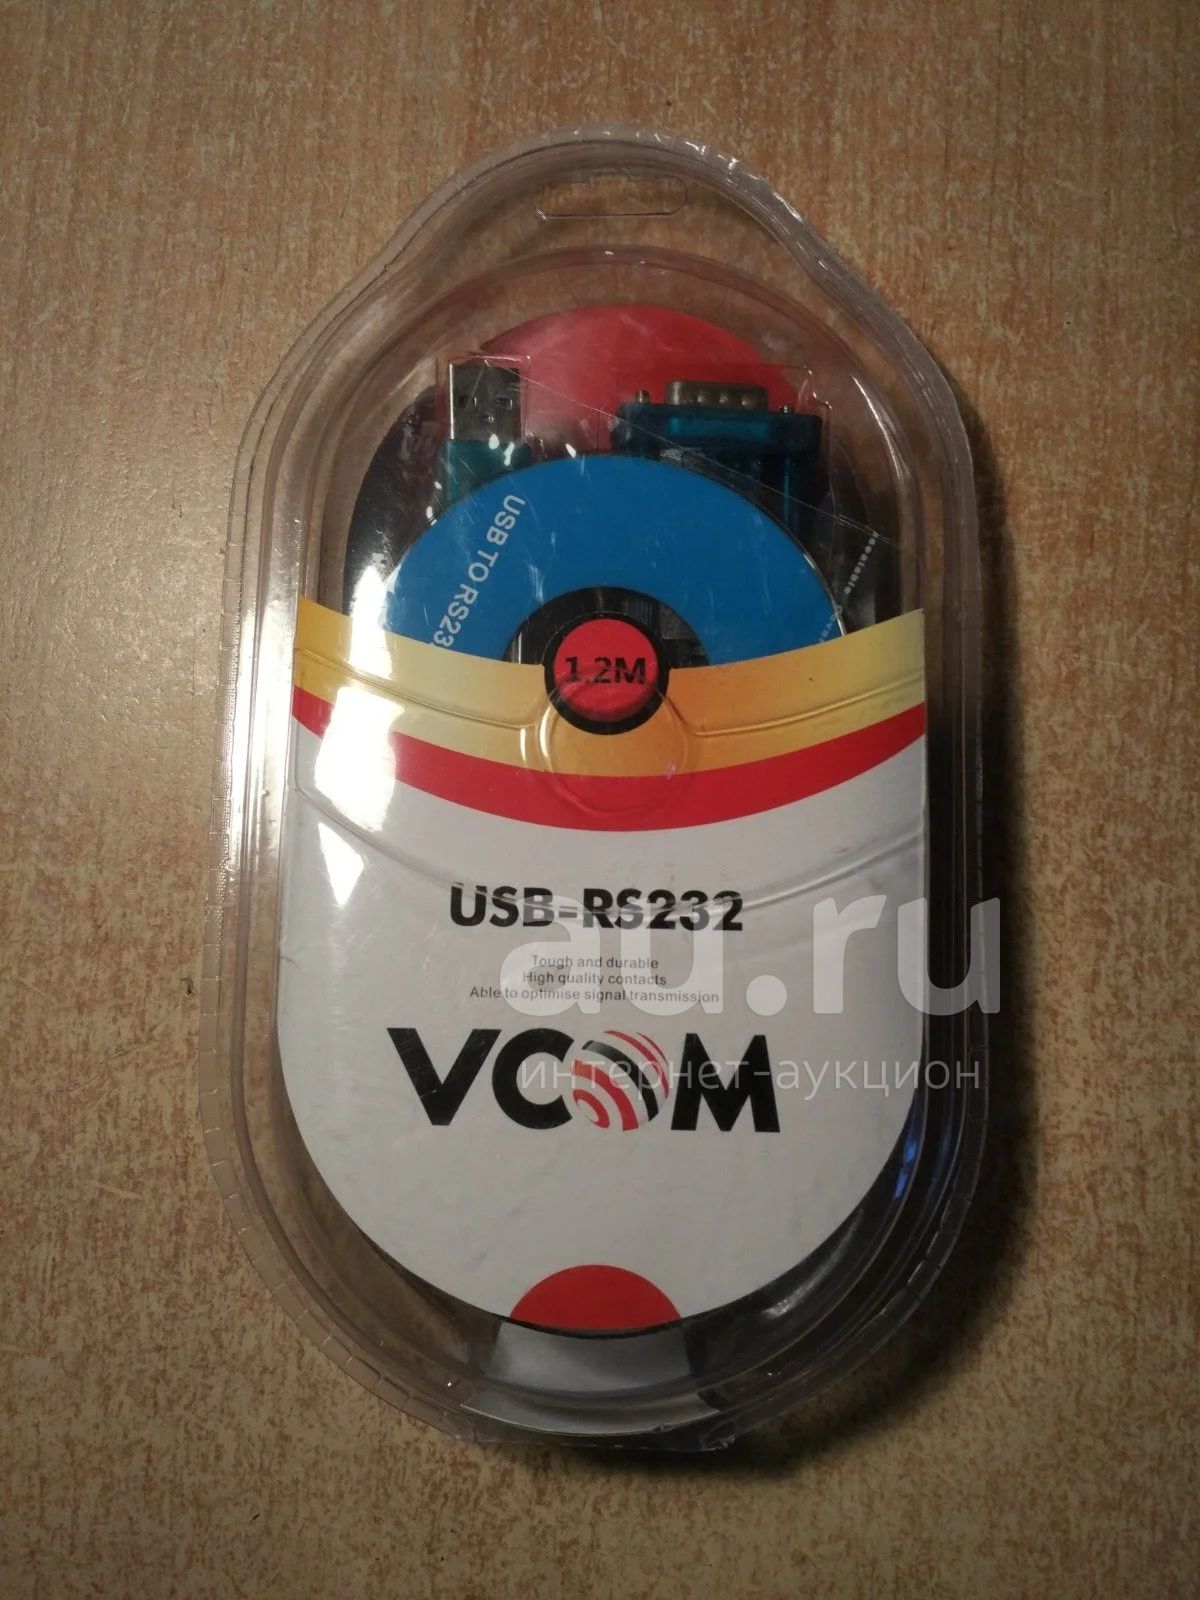 USB TO RS23
1.2M
USB-RS232
Tough and durable
High quality contacts
Able to optimise signal transmission
VCOM
au.ru
интернет-аукцион